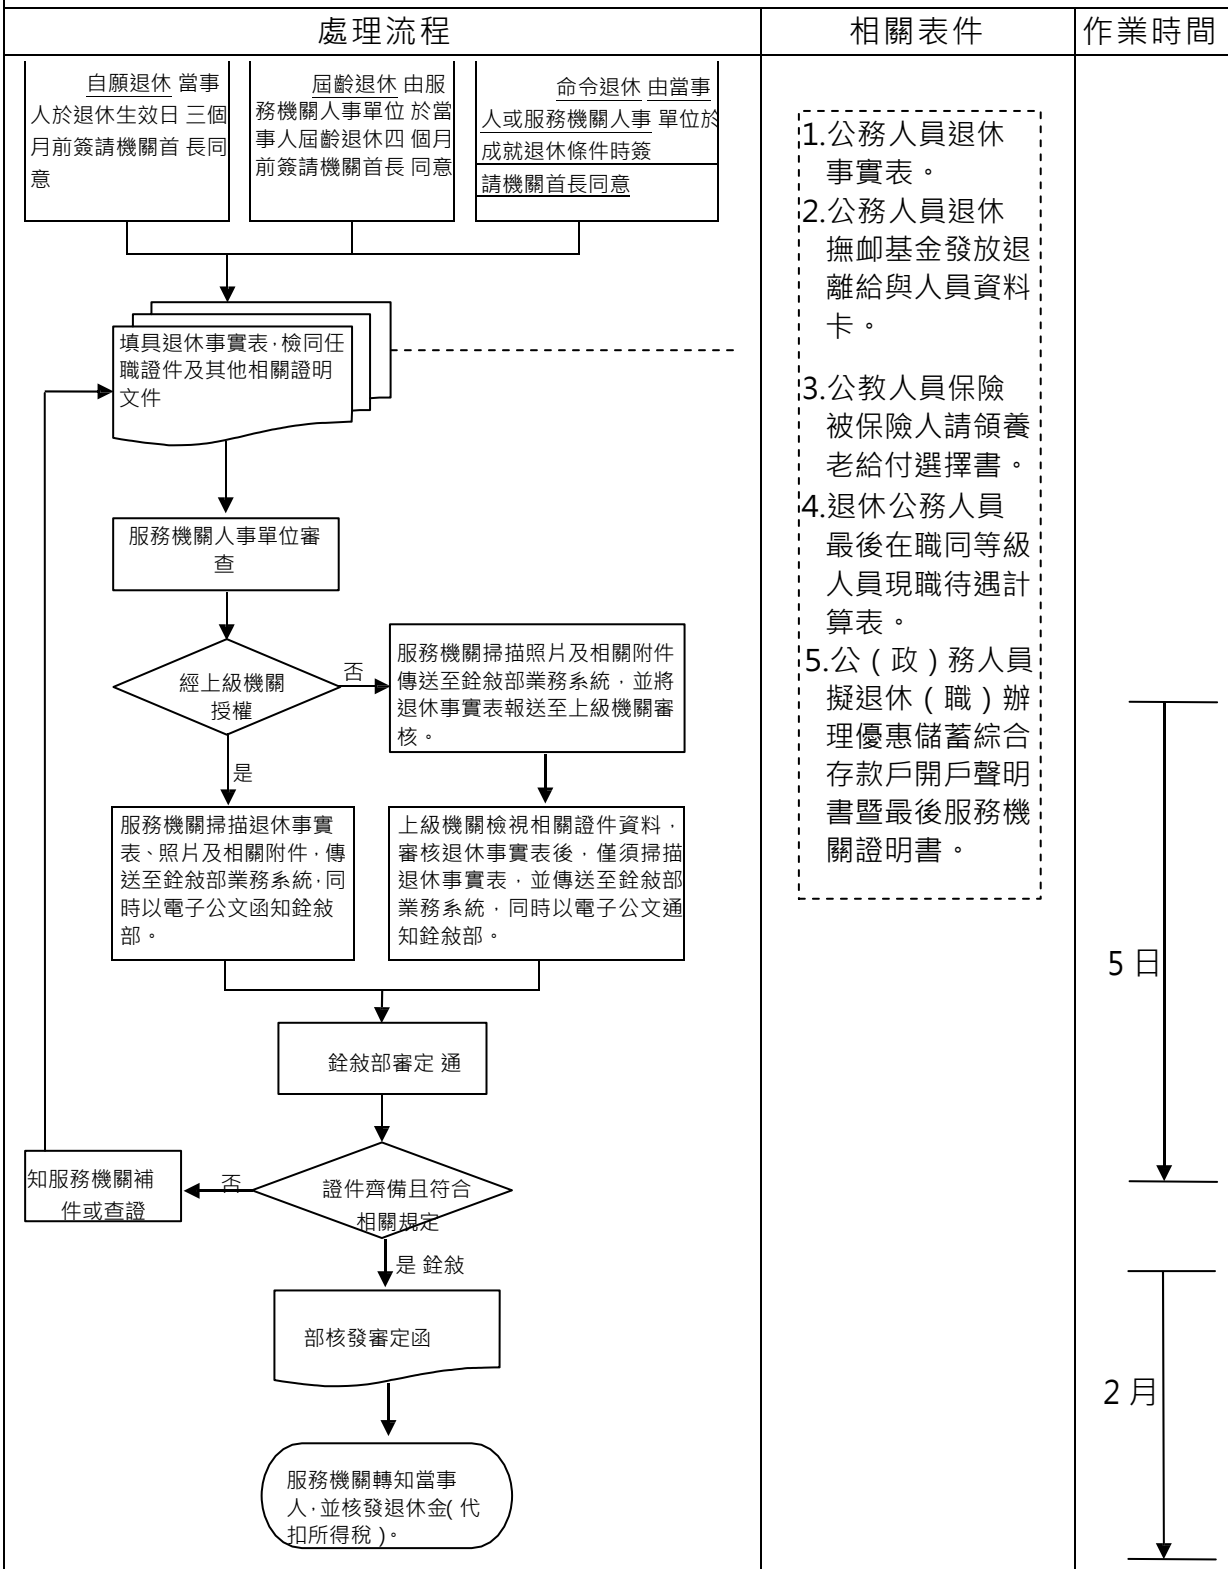 處理流程
相關表件
作業時間
自願退休 當事
人於退休生效日 三個
月前簽請機關首 長同
意
屆齡退休 由服
務機關人事單位 於當
事人屆齡退休四 個月
前簽請機關首長 同意
命令退休 由當事
人或服務機關人事 單位於
成就退休條件時簽
請機關首長同意
填具退休事實表，檢同任
職證件及其他相關證明
文件
服務機關人事單位審
查
經上級機關
授權
否
是
服務機關掃描照片及相關附件
傳送至銓敍部業務系統，並將
退休事實表報送至上級機關審
核。
服務機關掃描退休事實
表、照片及相關附件，傳
送至銓敍部業務系統，同
時以電子公文函知銓敍
部。
上級機關檢視相關證件資料，
審核退休事實表後，僅須掃描
退休事實表，並傳送至銓敍部
業務系統，同時以電子公文通
知銓敍部。
銓敍部審定 通
知服務機關補
件或查證
否
證件齊備且符合
相關規定
是 銓敍
部核發審定函
服務機關轉知當事
人，並核發退休金( 代
扣所得稅 )。
1.公務人員退休
事實表。
2.公務人員退休
撫卹基金發放退
離給與人員資料
卡。
3.公教人員保險
被保險人請領養
老給付選擇書。
4.退休公務人員
最後在職同等級
人員現職待遇計
算表。
5.公（政）務人員
擬退休（職）辦
理優惠儲蓄綜合
存款戶開戶聲明
書暨最後服務機
關證明書。
5 日
2 月